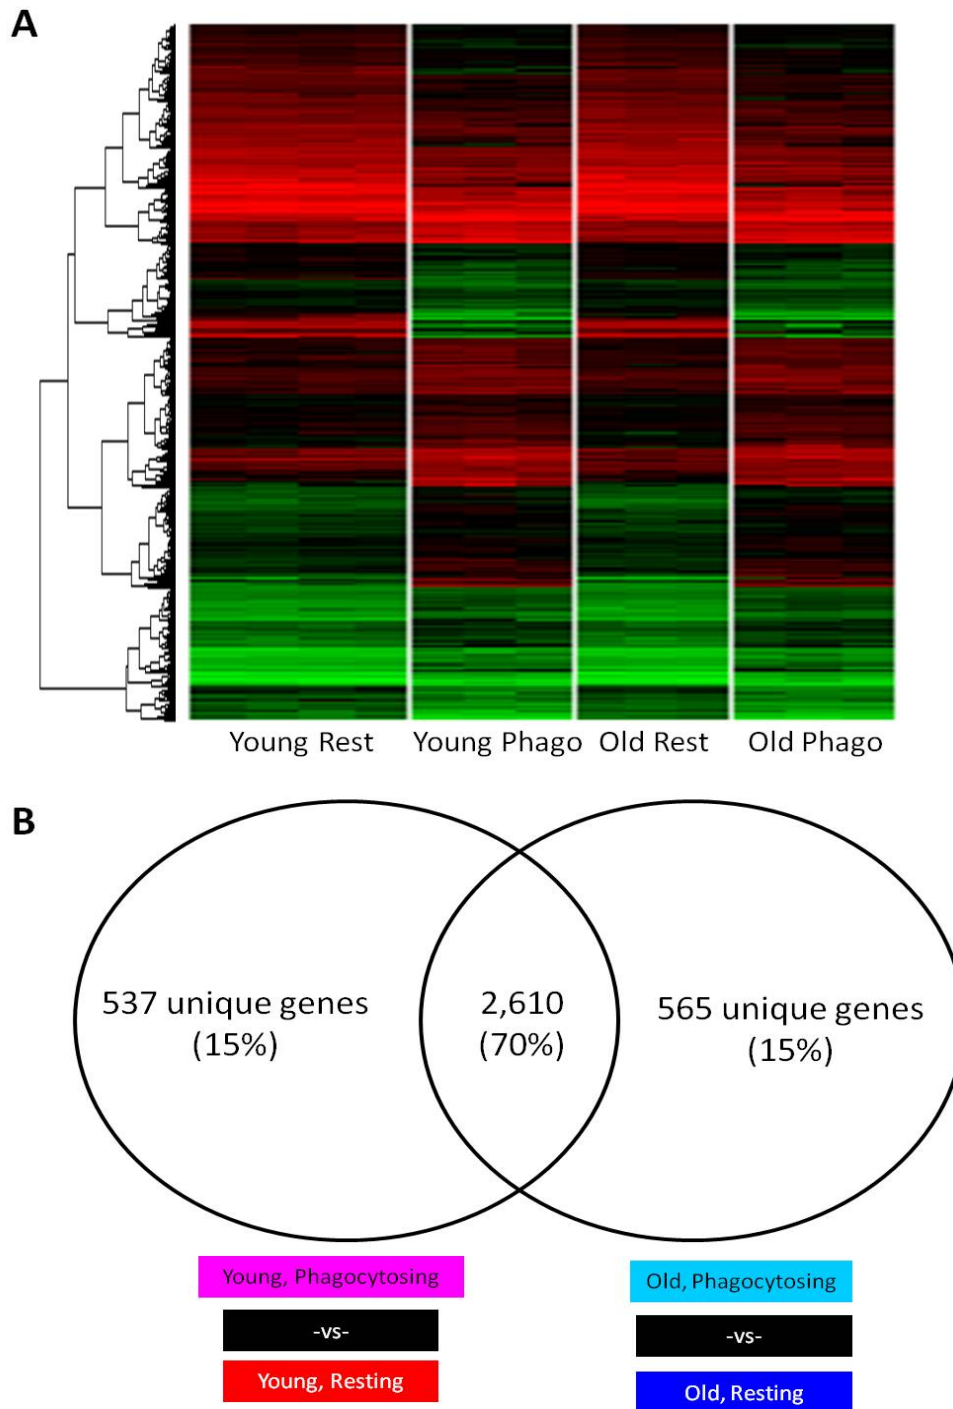 A
Young Rest Young Phago Old Rest Old Phago
B
537 unique genes
(15%)
2,610
(70%)
565 unique genes
(15%)
Young, Phagocytosing
-vs-
Young, Resting
Old, Phagocytosing
-vs-
Old, Resting